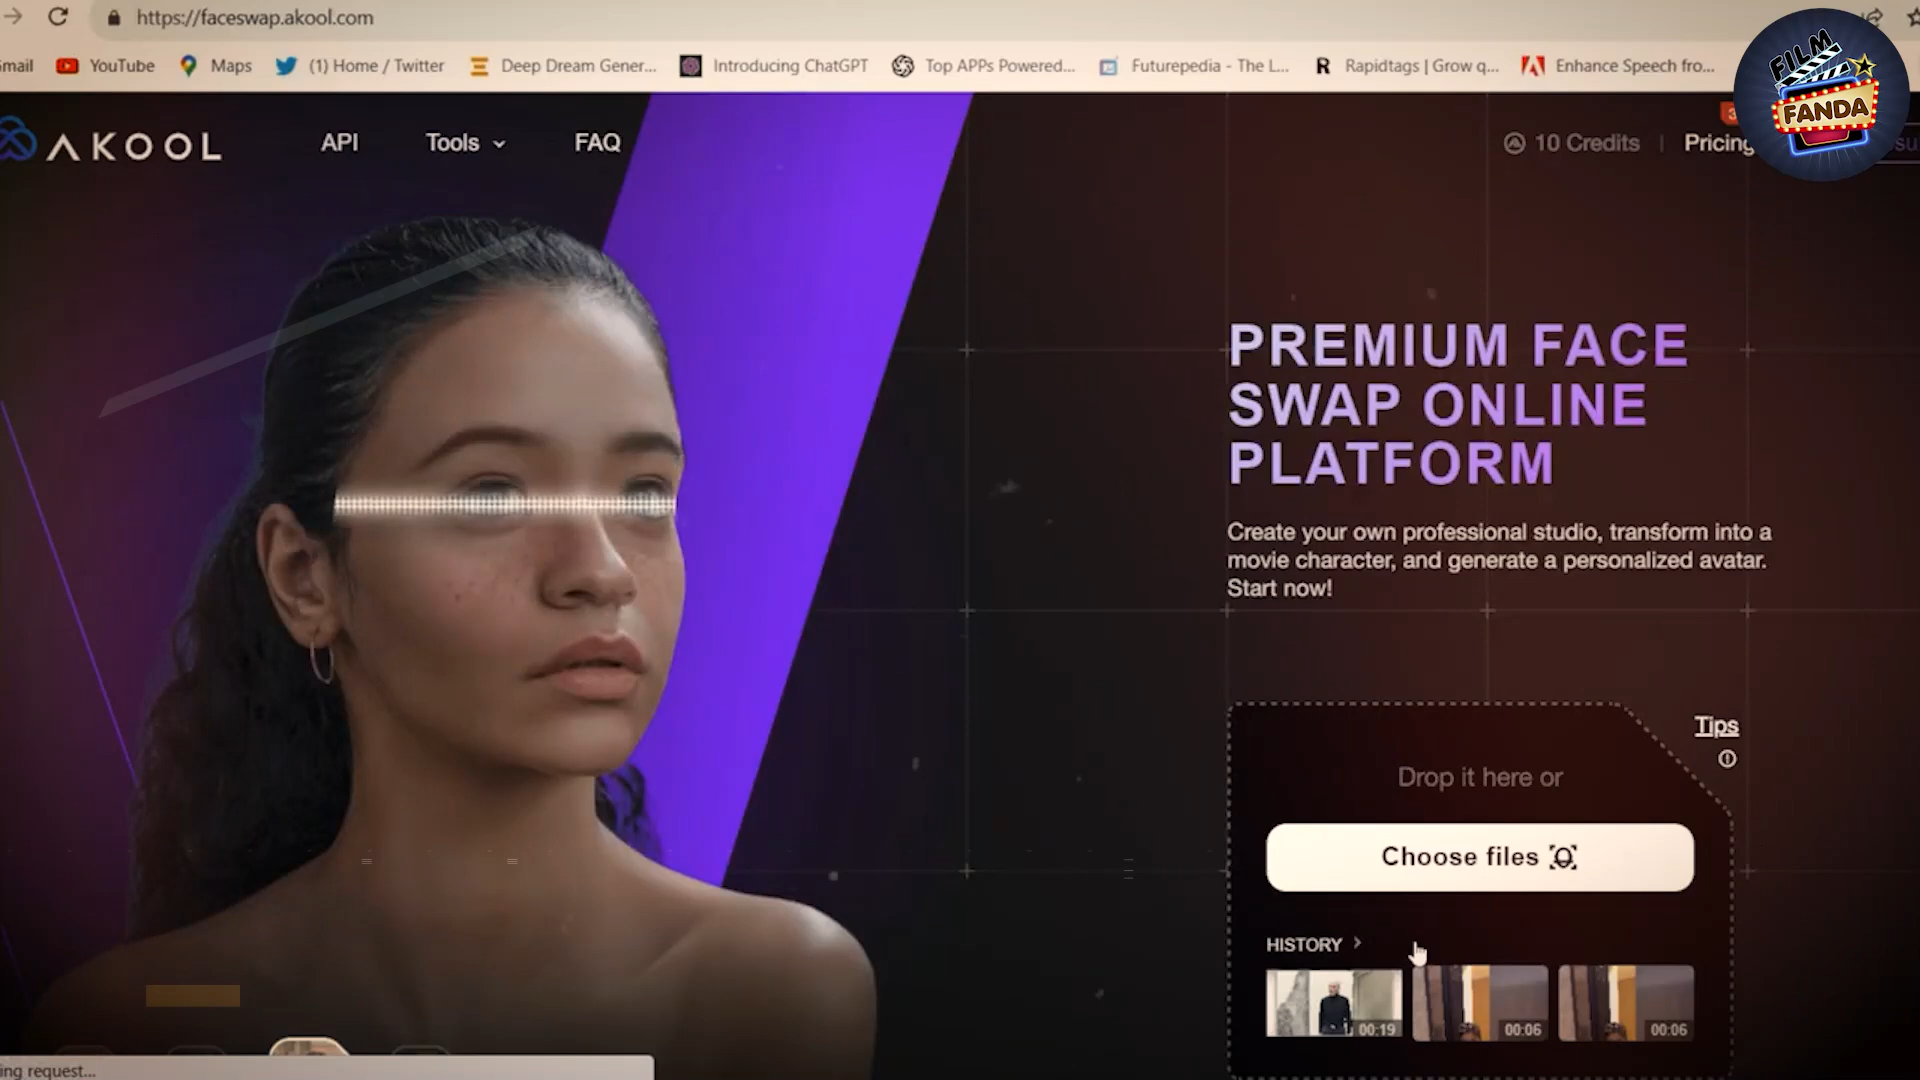 https://faceswap.akool.com
mail YouTube Maps (1) Home / Twitter Deep Dream Gener... Introducing ChatGPT Top APPs Powered... Futurepedia - The L... Rapidtags | Grow q... Enhance Speech fro...
FILM
FANDA
AKOOL API Tools FAQ 10 Credits | Pricing
PREMIUM FACE
SWAP ONLINE
PLATFORM
Create your own professional studio, transform into a
movie character, and generate a personalized avatar.
Start now!
Tips
Drop it here or
Choose files
HISTORY >
00:19 00:06 00:06
ing request...